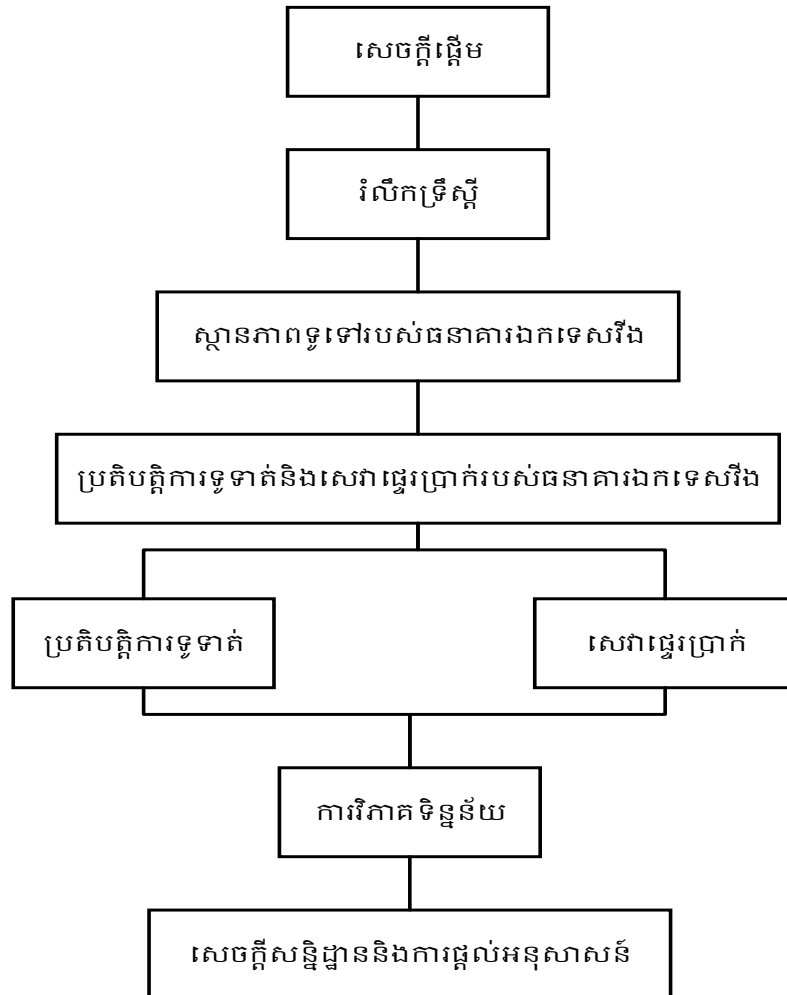 សេចក្តីផ្តើម
រំលឹកទ្រឹស្តី
ស្ថានភាពទូទៅរបស់ធនាគារឯកទេសវីង
ប្រតិបត្តិការទូទាត់និងសេវាផ្ទេរប្រាក់របស់ធនាគារឯកទេសវីង
ប្រតិបត្តិការទូទាត់
សេវាផ្ទេរប្រាក់
ការវិភាគទិន្នន័យ
សេចក្តីសន្និដ្ឋាននិងការផ្តល់អនុសាសន៍